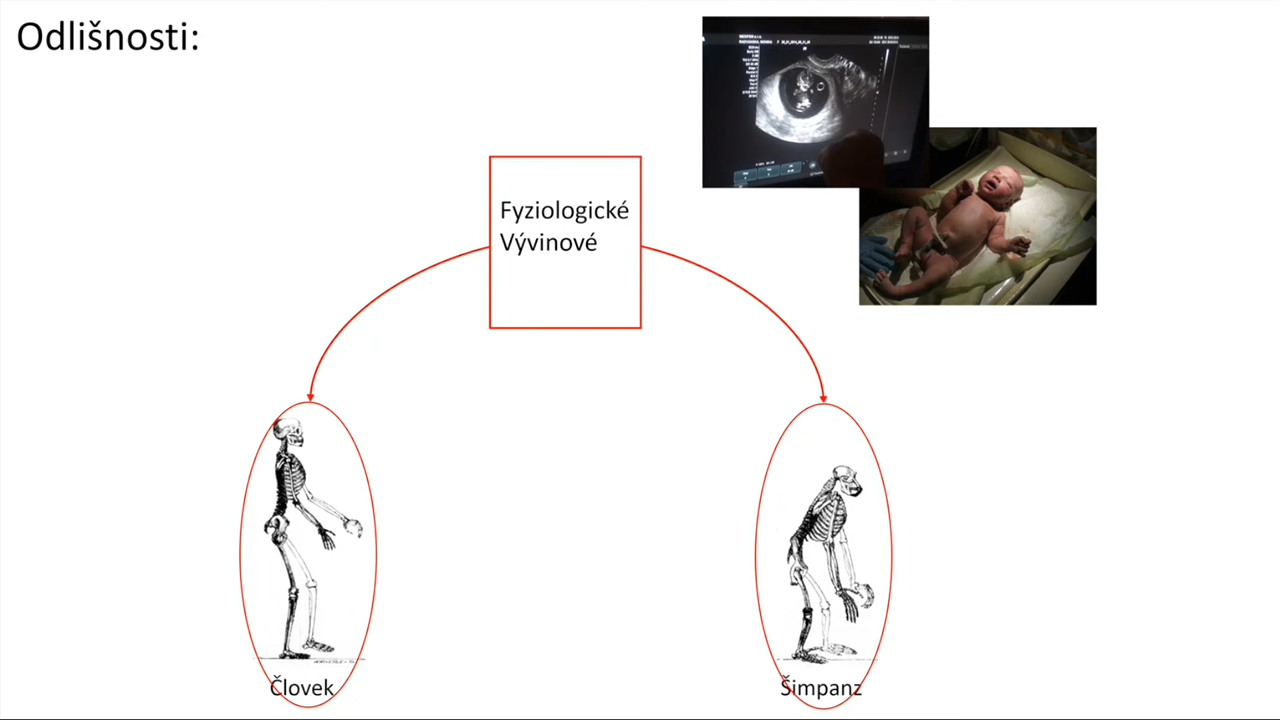 Odlišnosti:
Fyziologické
Vývinové
Človek
Šimpanz